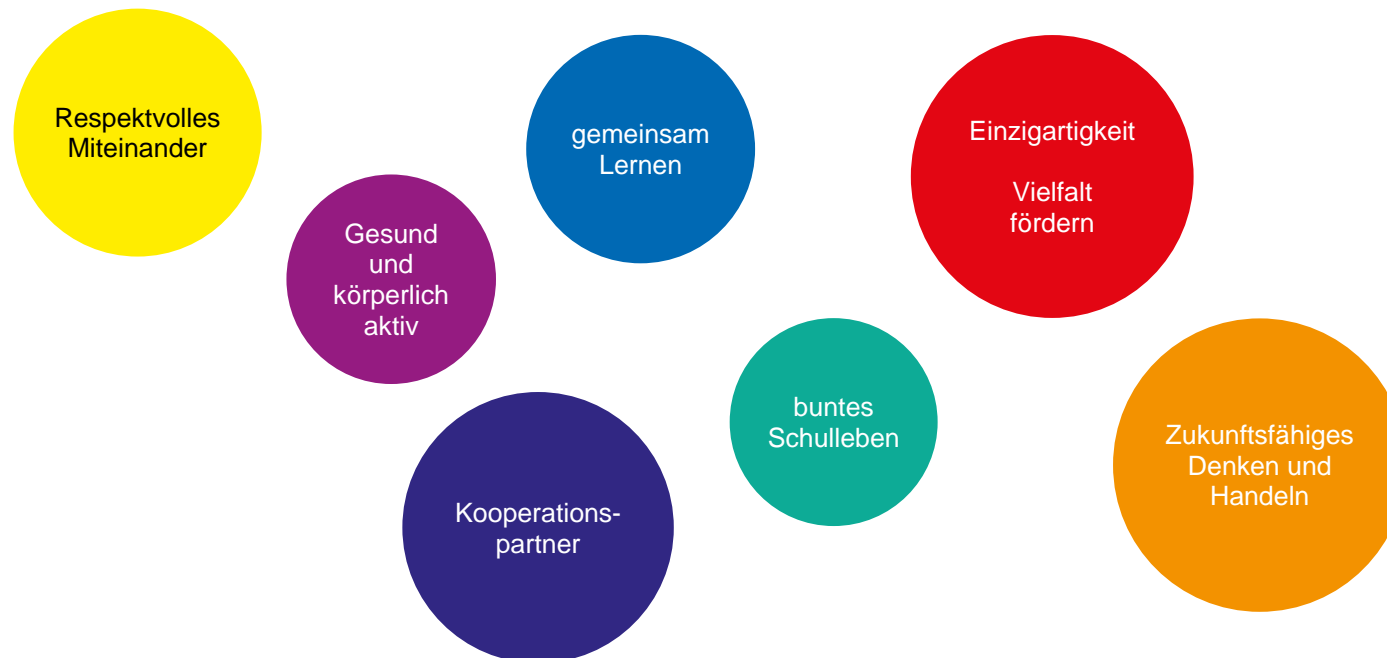 Respektvolles
Miteinander
gemeinsam
Lernen
Einzigartigkeit
Vielfalt
fördern
Gesund
und
körperlich
aktiv
buntes
Schulleben
Zukunftsfähiges
Denken und
Handeln
Kooperations-
partner